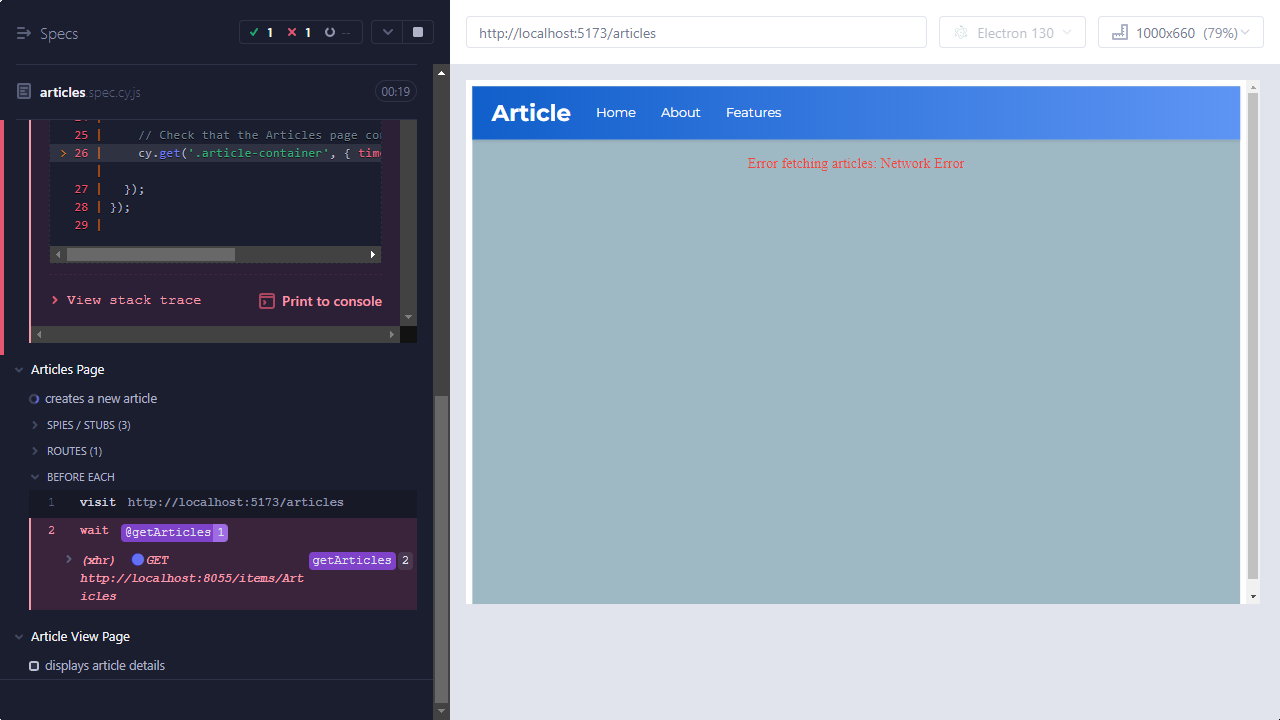 Specs
1
1
--
articles spec.cy.js
00:19
25 | // Check that the Articles page co
> 26 | cy.get('.article-container', { tim
|
27 | });
28 | });
29 |
View stack trace
Print to console
Articles Page
creates a new article
SPIES / STUBS (3)
ROUTES (1)
BEFORE EACH
1 visit http://localhost:5173/articles
2 wait @getArticles 1
(xhr) GET getArticles 2
http://localhost:8055/items/Art
icles
Article View Page
displays article details
http://localhost:5173/articles
Electron 130
1000x660 (79%)
Article
Home
About
Features
Error fetching articles: Network Error